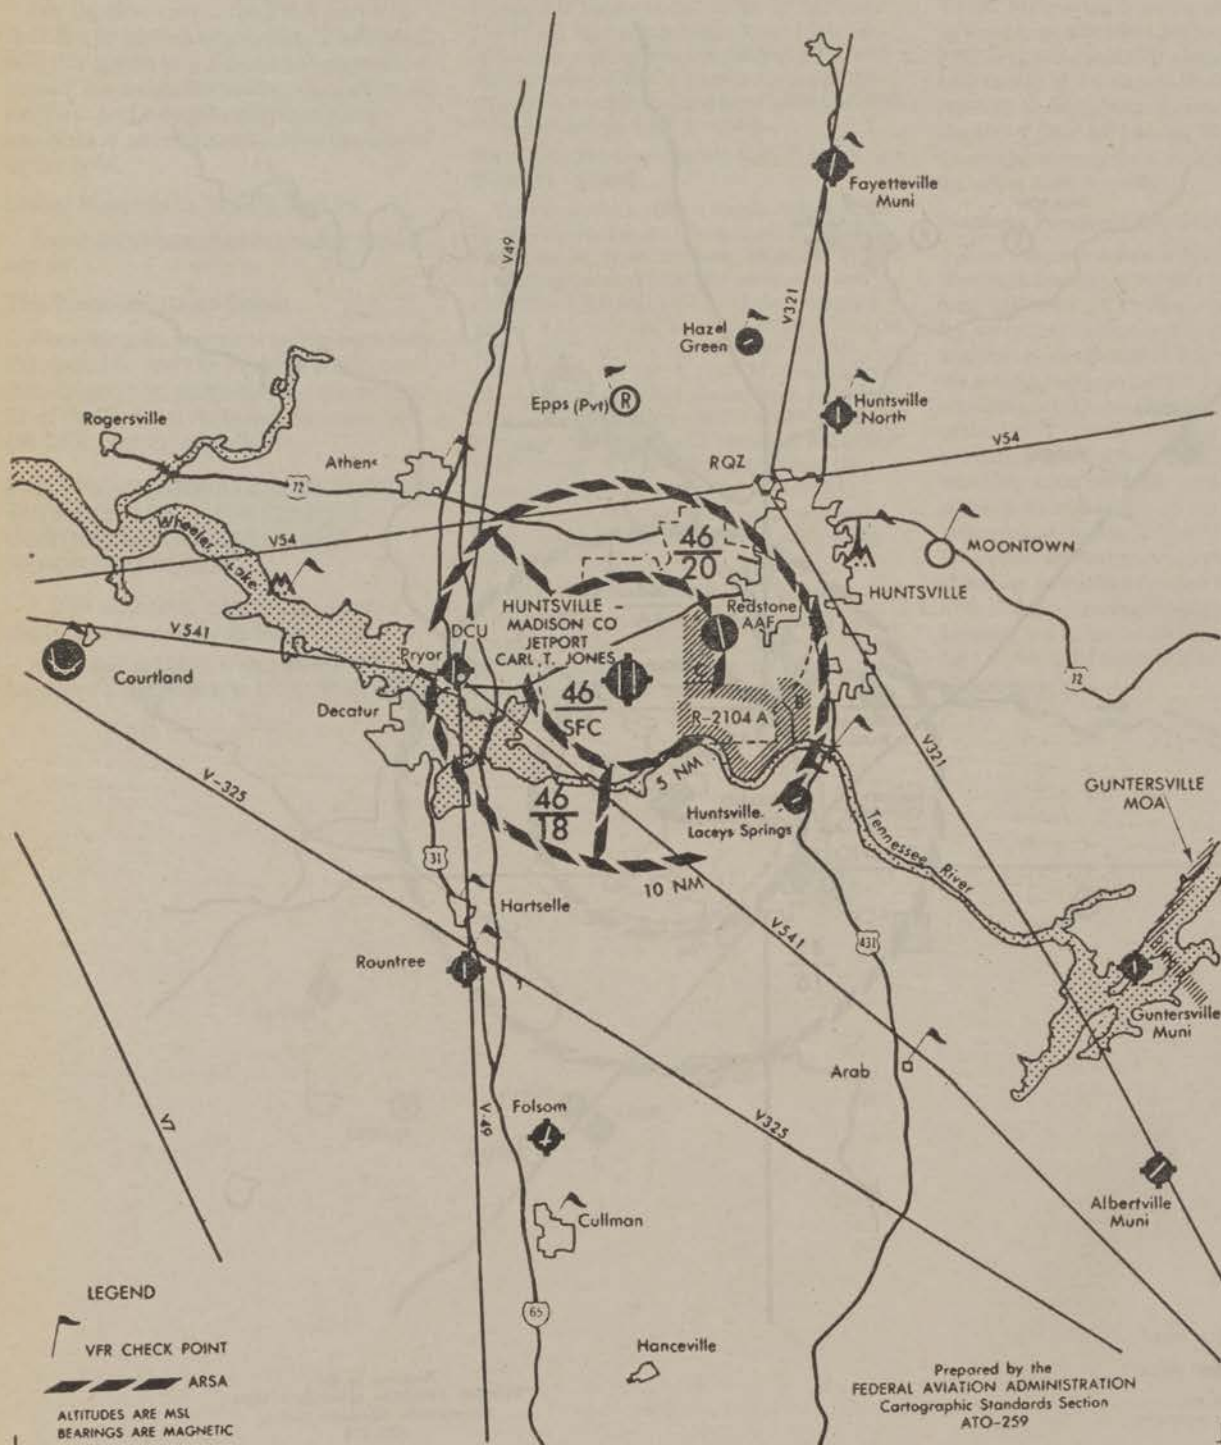 Fayetteville
Muni
V49
V321
Hazel
Green
Epps (Pvt)
R
Huntsville
North
Rogersville
Athens
72
RQZ
V54
Wheeler
Lake
V54
46
20
MOONTOWN
HUNTSVILLE
HUNTSVILLE -
MADISON CO
JETPORT
CARL T. JONES
Redstone
AAF
DCU
V541
Pryor
Courtland
C
72
Decatur
46
SFC
R-2104 A
B
V321
V-325
5 NM
46
18
Huntsville-
Laceys Springs
GUNTERSVILLE
MOA
Tennessee River
31
10 NM
Hartselle
V541
431
Rountree
Guntersville
Muni
Arab
V7
Folsom
V-49
V325
Cullman
Albertville
Muni
65
Hanceville
LEGEND
VFR CHECK POINT
ARSA
ALTITUDES ARE MSL
BEARINGS ARE MAGNETIC
Prepared by the
FEDERAL AVIATION ADMINISTRATION
Cartographic Standards Section
ATO-259